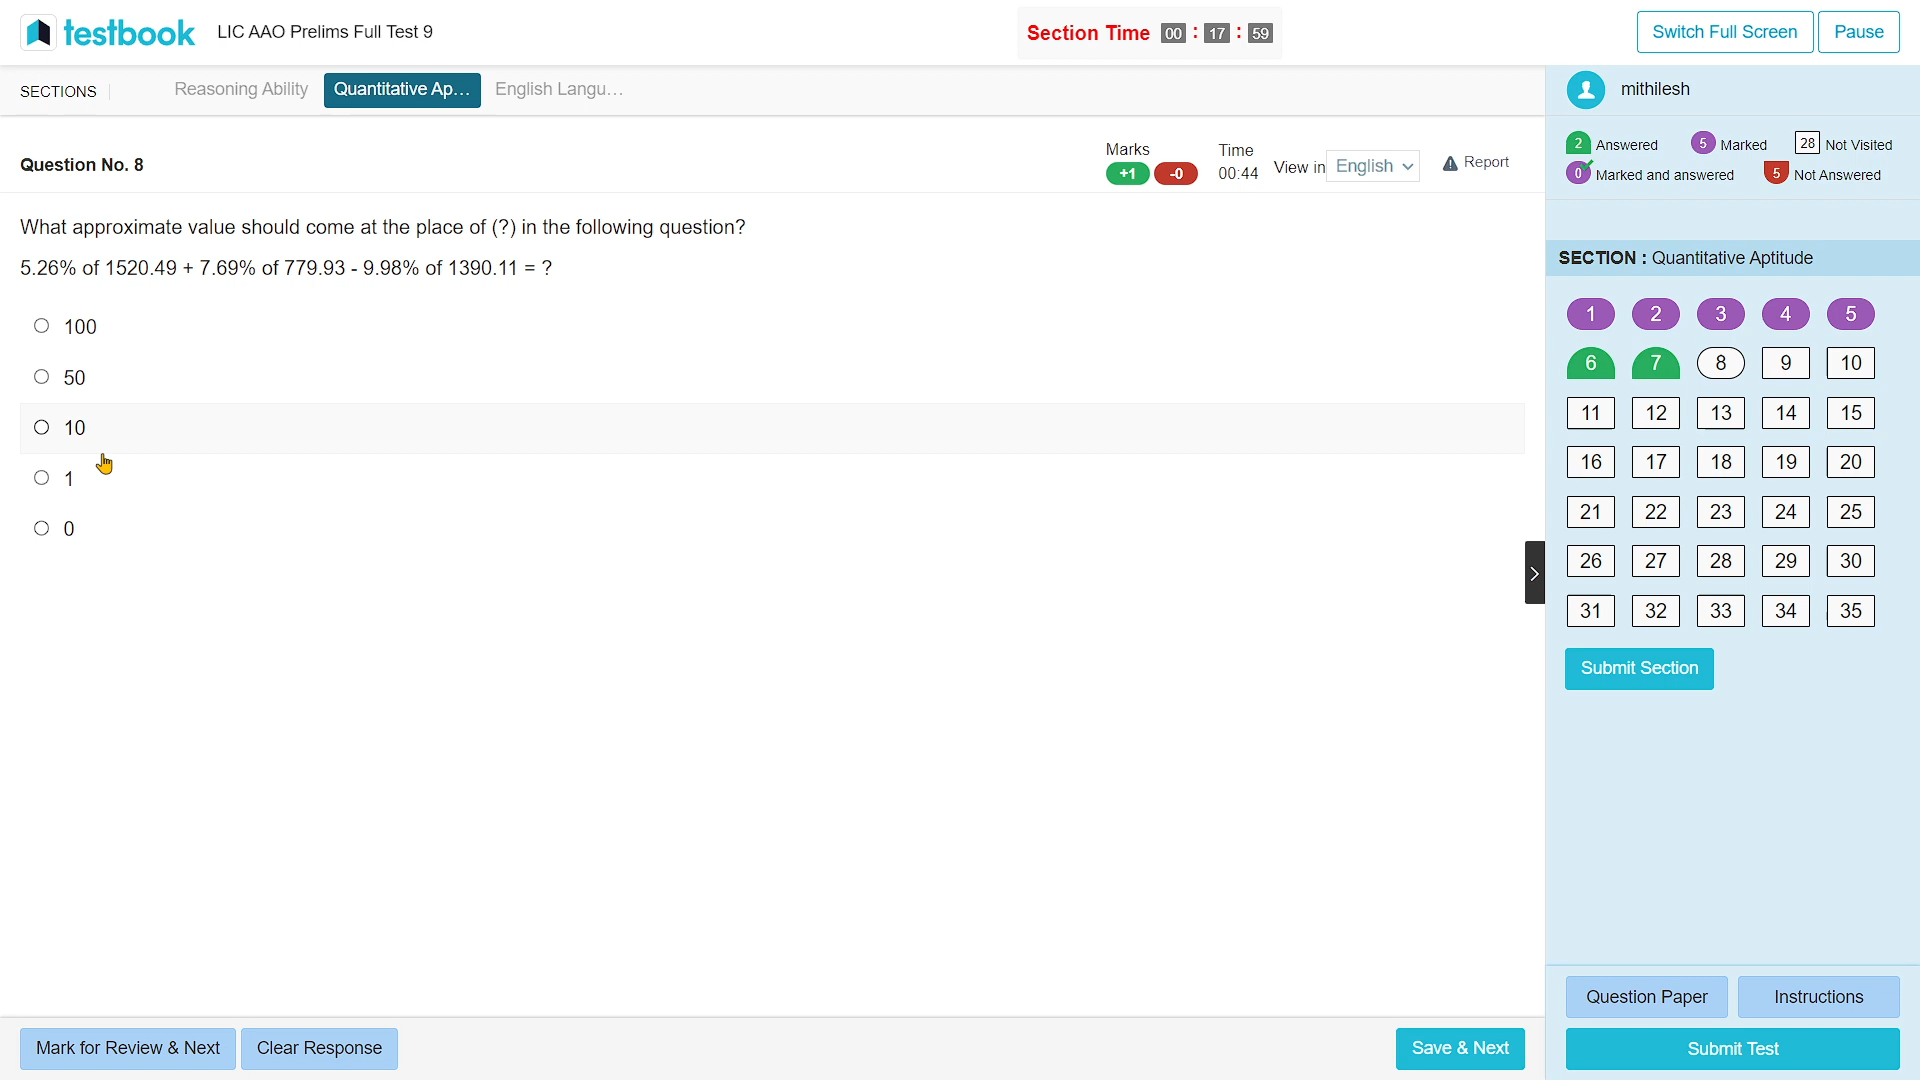 testbook
LIC AAO Prelims Full Test 9
Section Time 00 : 17 : 59
Switch Full Screen
Pause
SECTIONS
Reasoning Ability
Quantitative Ap...
English Langu...
mithilesh
2 Answered
5 Marked
28 Not Visited
0 Marked and answered
5 Not Answered
Question No. 8
Marks
+1 -0
Time
00:44
View in English
Report
What approximate value should come at the place of (?) in the following question?
5.26% of 1520.49 + 7.69% of 779.93 - 9.98% of 1390.11 = ?
100
50
10
1
0
SECTION : Quantitative Aptitude
1 2 3 4 5
6 7 8 9 10
11 12 13 14 15
16 17 18 19 20
21 22 23 24 25
26 27 28 29 30
31 32 33 34 35
Submit Section
Question Paper
Instructions
Mark for Review & Next
Clear Response
Save & Next
Submit Test